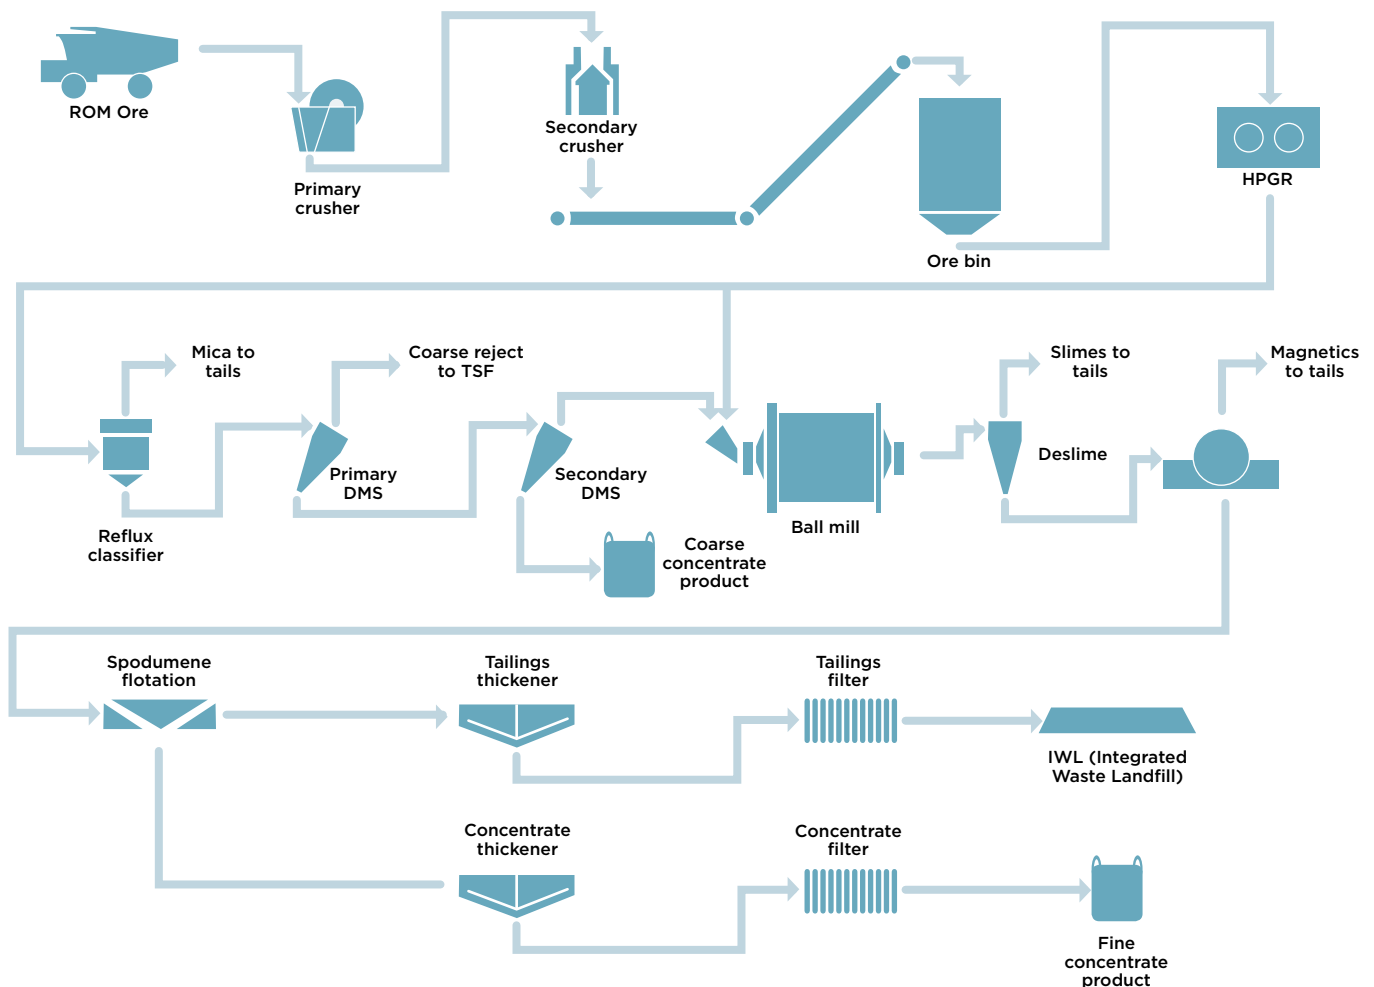 ROM Ore
Primary
crusher
Secondary
crusher
Ore bin
HPGR
Mica to
tails
Coarse reject
to TSF
Slimes to
tails
Magnetics
to tails
Reflux
classifier
Primary
DMS
Secondary
DMS
Coarse
concentrate
product
Ball mill
Deslime
Spodumene
flotation
Tailings
thickener
Tailings
filter
IWL (Integrated
Waste Landfill)
Concentrate
thickener
Concentrate
filter
Fine
concentrate
product